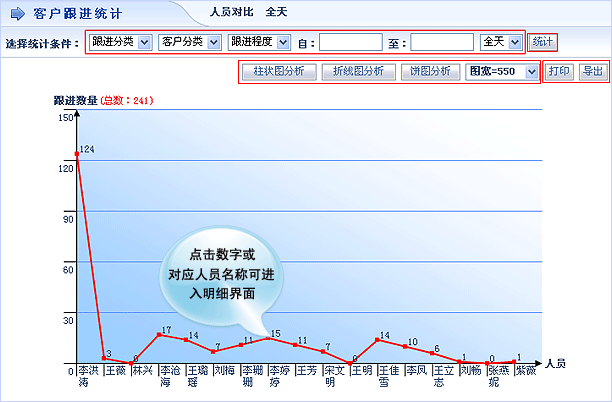 客户跟进统计 人员对比 全天
选择统计条件： 跟进分类 客户分类 跟进程度 自： 至： 全天 统计
柱状图分析 折线图分析 饼图分析 图宽=550 打印 导出
跟进数量(总数：241)
150
120
90
60
30
0
124
3
0
17
14
7
11
15
11
7
0
14
10
6
1
0
1
点击数字或
对应人员名称可进
入明细界面
人员
李洪涛
王薇
林兴
李沧海
王璐瑶
刘梅
李珊珊
李婷婷
王芳
宋文明
王明
王佳雪
李凤
王立志
刘畅
张燕妮
紫薇